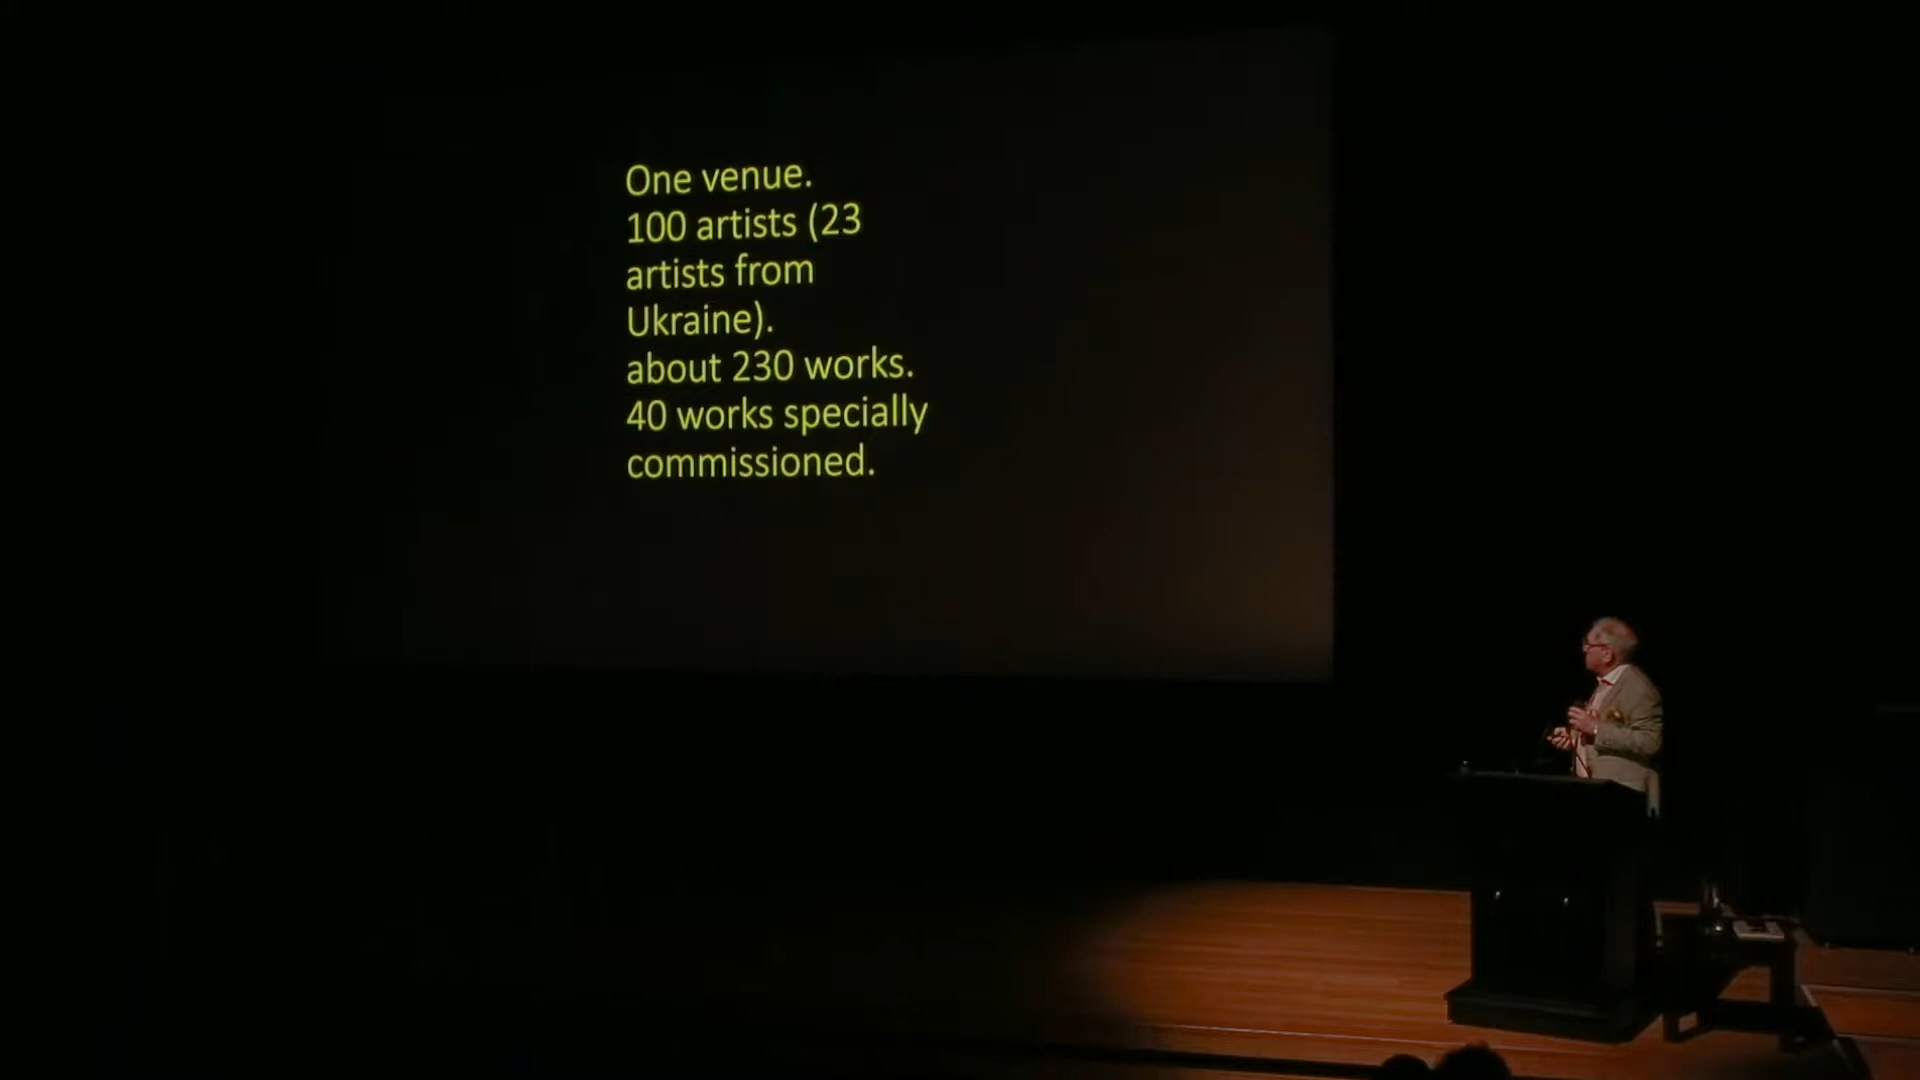 One venue.
100 artists (23
artists from
Ukraine).
about 230 works.
40 works specially
commissioned.